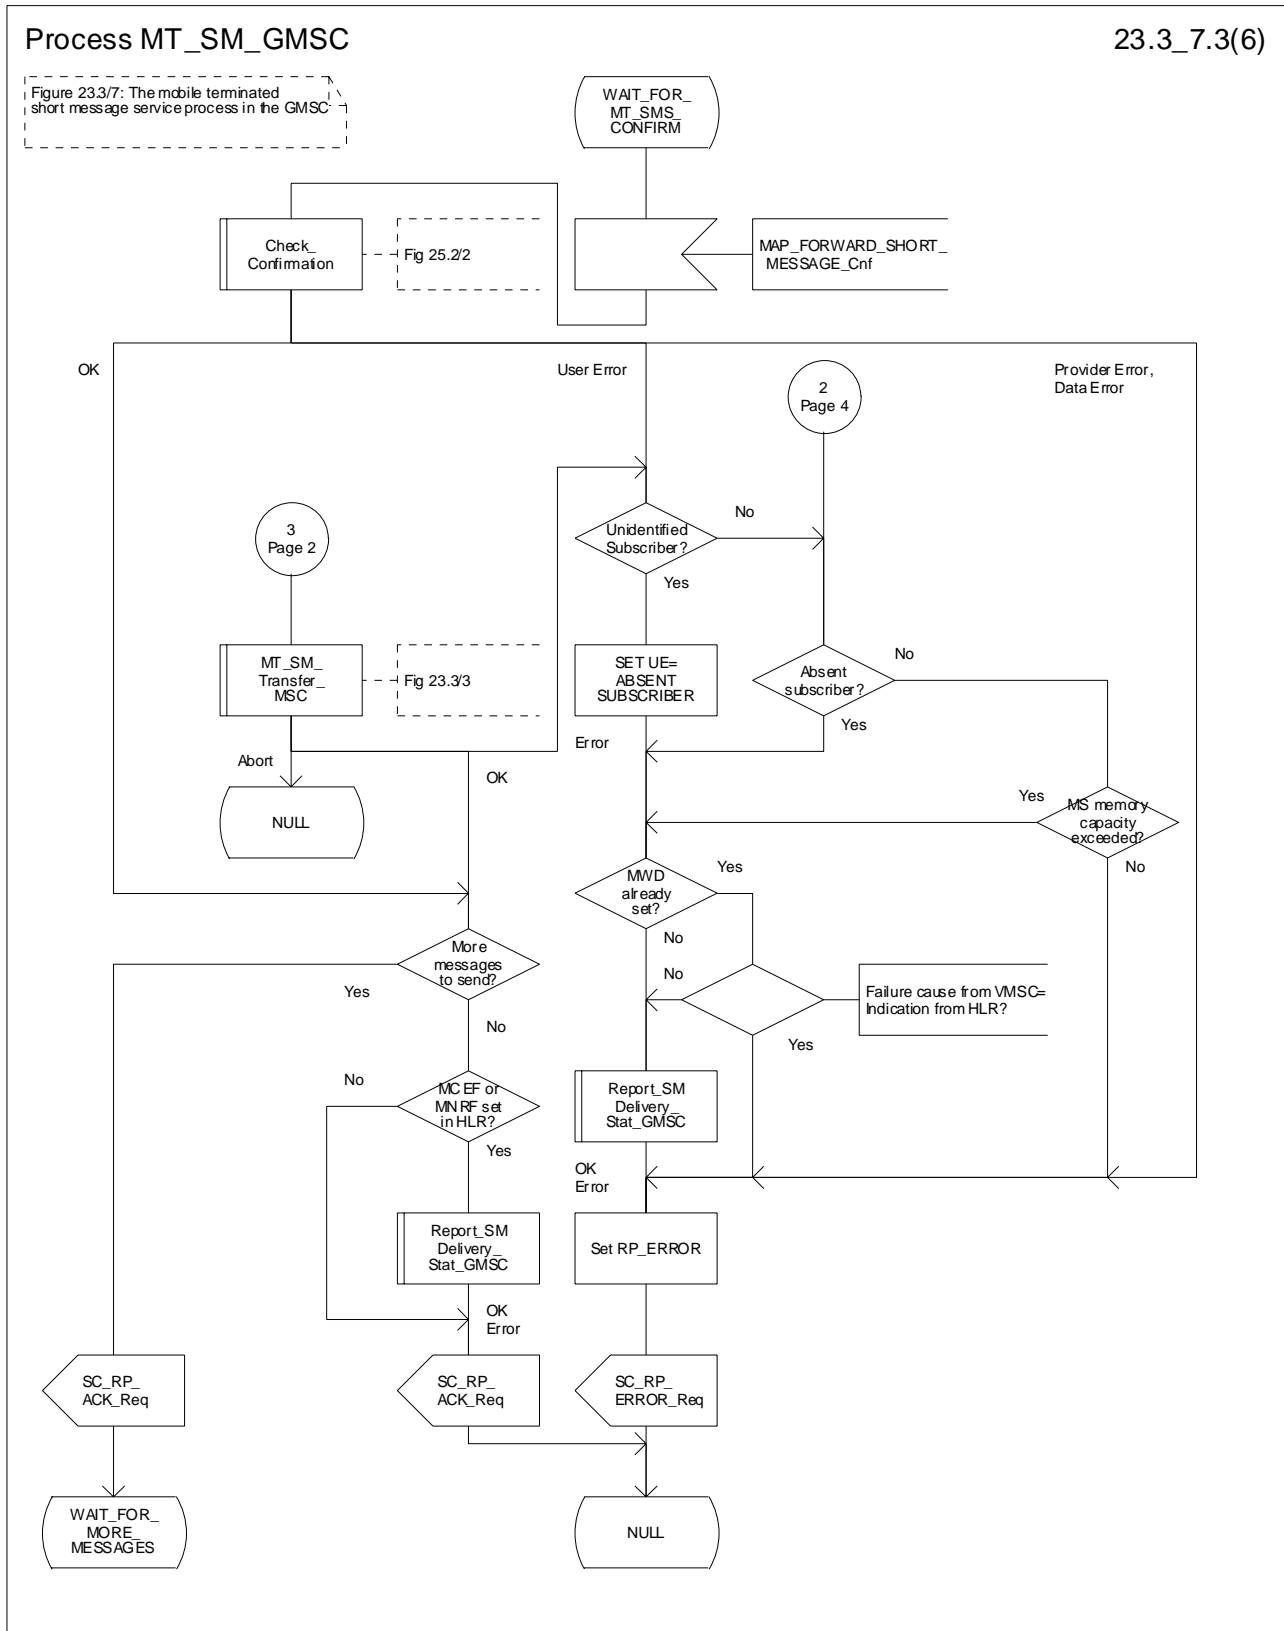 Process MT_SM_GMSC
23.3_7.3(6)
Figure 23.3/7: The mobile terminated
short message service process in the GMSC
WAIT_FOR_
MT_SMS_
CONFIRM
Check_
Confirmation
Fig 25.2/2
MAP_FORWARD_SHORT_
MESSAGE_Cnf
OK
User Error
2
Page 4
Provider Error,
Data Error
3
Page 2
Unidentified
Subscriber?
No
Yes
MT_SM_
Transfer_
MSC
Fig 23.3/3
SET UE=
ABSENT
SUBSCRIBER
Absent
subscriber?
No
Yes
Error
Abort
OK
NULL
Yes
MS memory
capacity
exceeded?
No
MWD
already
set?
Yes
No
More
messages
to send?
Yes
No
No
Failure cause from VMSC=
Indication from HLR?
Yes
No
MCEF or
MNRF set
in HLR?
Yes
Report_SM
Delivery_
Stat_GMSC
OK
Error
Report_SM
Delivery_
Stat_GMSC
Set RP_ERROR
OK
Error
SC_RP_
ACK_Req
SC_RP_
ACK_Req
SC_RP_
ERROR_Req
WAIT_FOR_
MORE_
MESSAGES
NULL